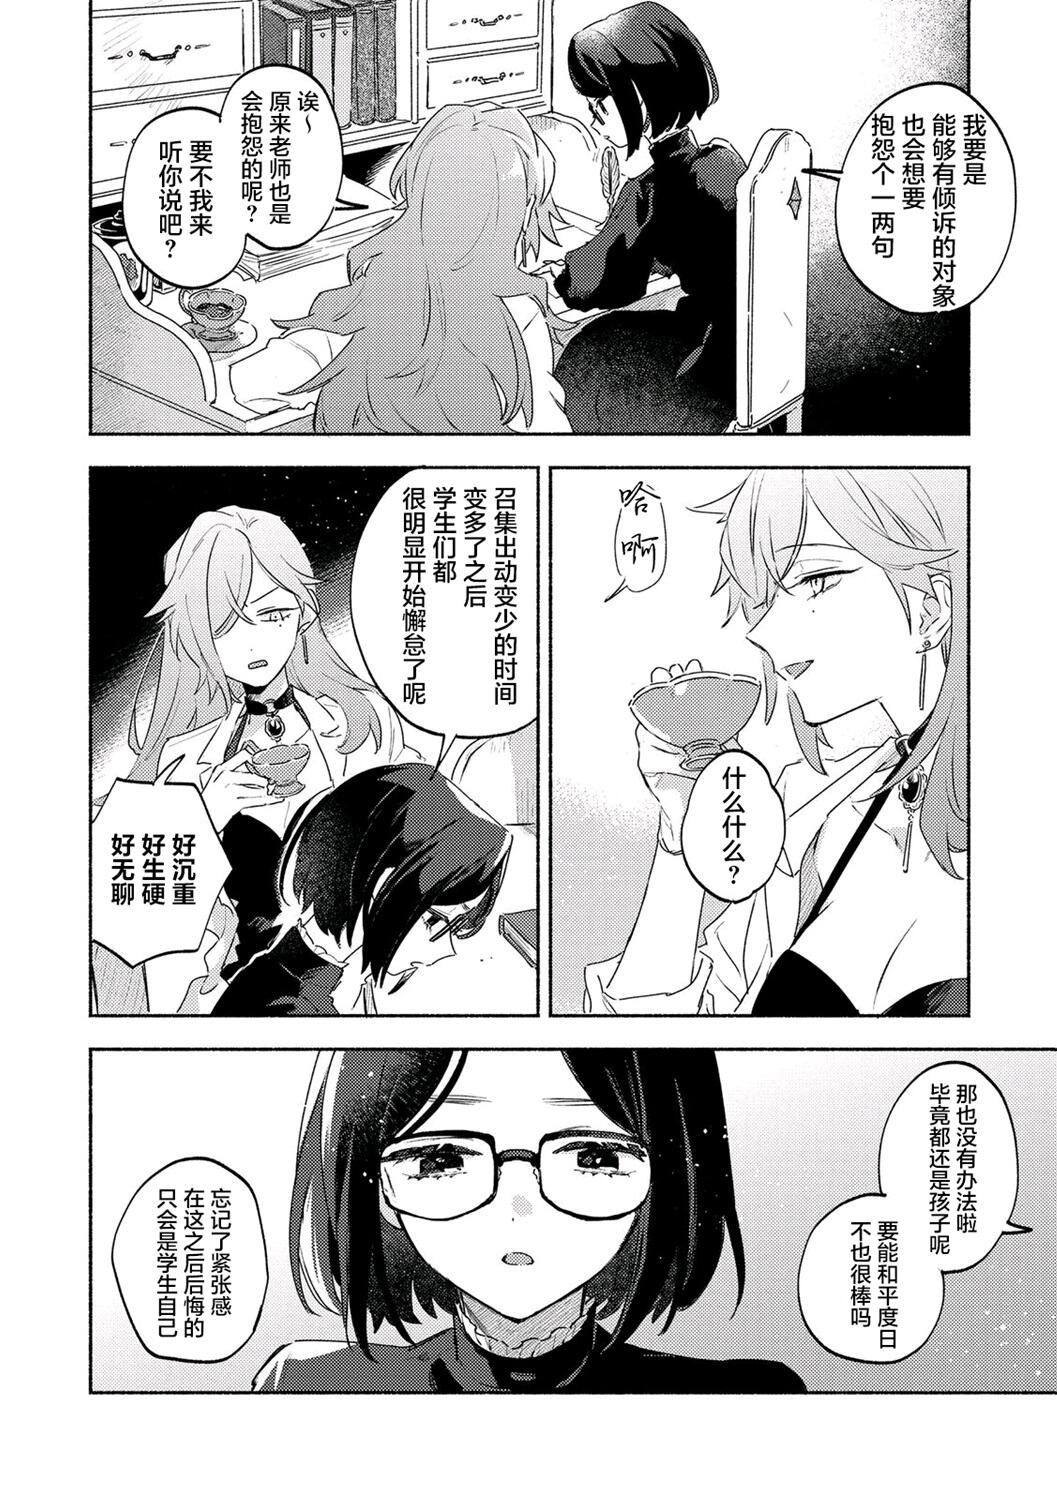 我要是
能够有倾诉的对象
也会想要
抱怨个一两句
诶~
原来老师也是
会抱怨的呢？
要不我来
听你说吧？
哈啊
什么什么？
召集出动变少的时间
变多了之后
学生们都
很明显开始懈怠了呢
好沉重
好生硬
好无聊
那也没有办法啦
毕竟都还是孩子呢
要能和平度日
不也很棒吗
忘记了紧张感
在这之后后悔的
只会是学生自己